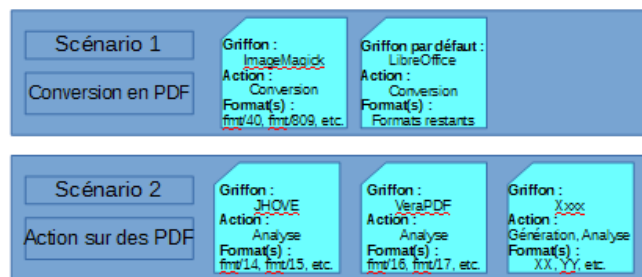 Scénario 1
Conversion en PDF
Griffon :
ImageMagick
Action :
Conversion
Format(s) :
fmt/40, fmt/809, etc.
Griffon par défaut :
LibreOffice
Action :
Conversion
Format(s) :
Formats restants
Scénario 2
Action sur des PDF
Griffon :
JHOVE
Action :
Analyse
Format(s) :
fmt/14, fmt/15, etc.
Griffon :
VeraPDF
Action :
Analyse
Format(s) :
fmt/16, fmt/17, etc.
Griffon :
Xxxx
Action :
Génération, Analyse
Format(s) :
XX, YY, etc.